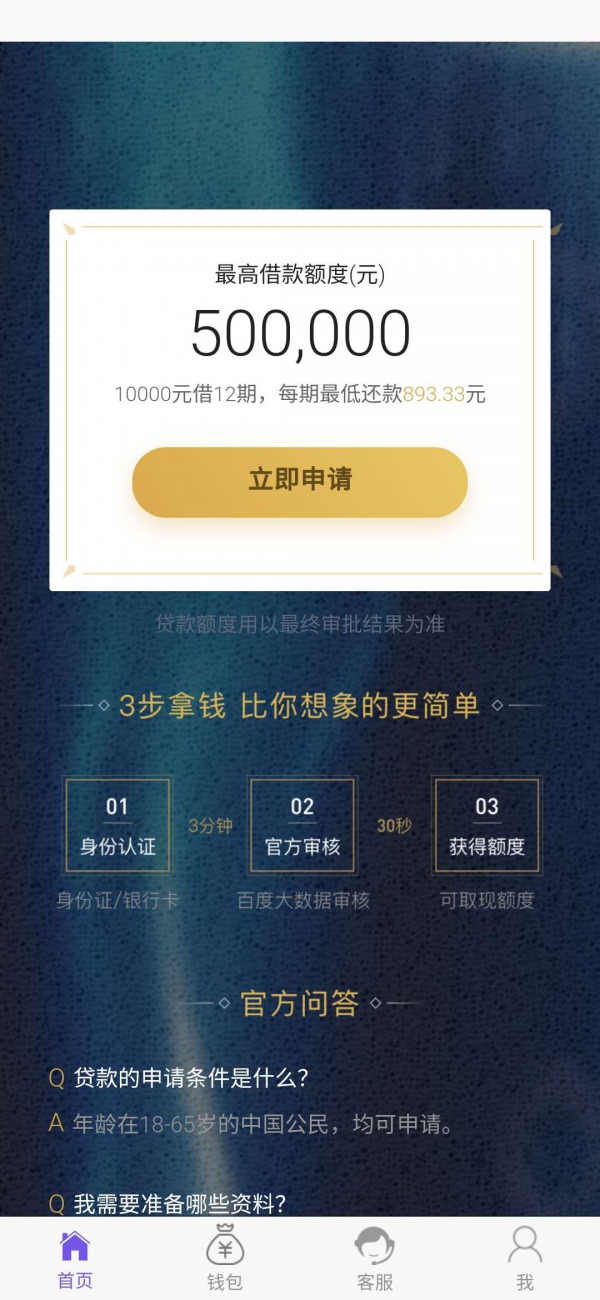 最高借款额度(元)
500,000
10000元借12期，每期最低还款893.33元
立即申请
贷款额度用以最终审批结果为准
3步拿钱 比你想象的更简单
01
身份认证
3分钟
02
官方审核
30秒
03
获得额度
身份证/银行卡
百度大数据审核
可取现额度
官方问答
Q 贷款的申请条件是什么？
A 年龄在18-65岁的中国公民，均可申请。
Q 我需要准备哪些资料？
首页
钱包
客服
我